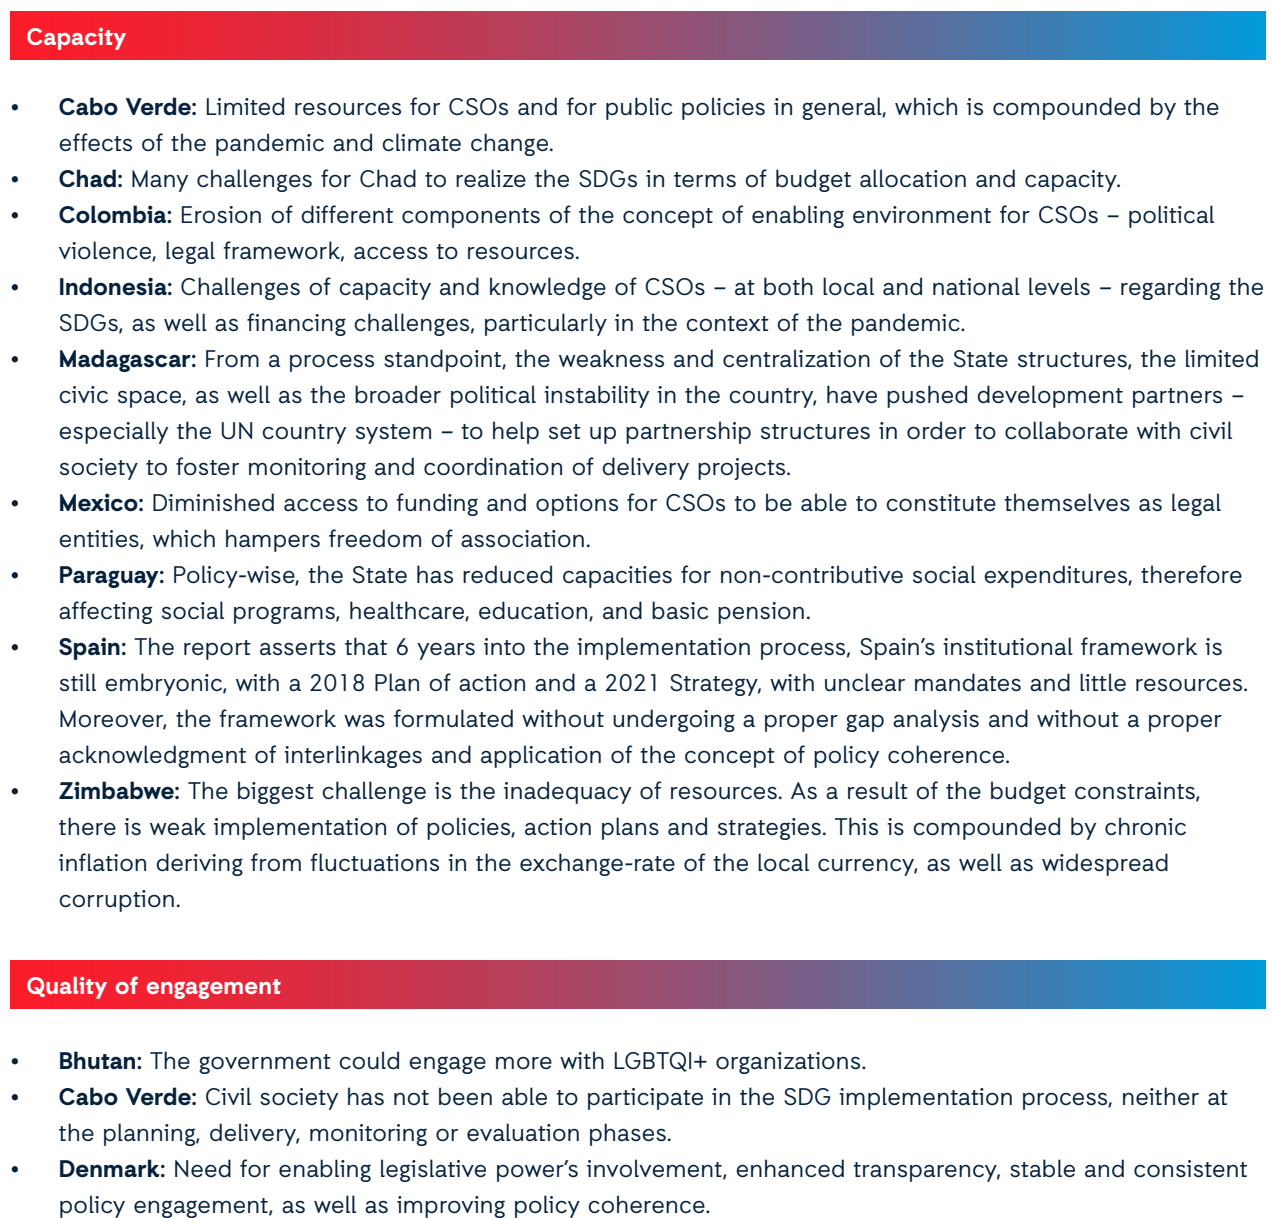 Capacity
• Cabo Verde: Limited resources for CSOs and for public policies in general, which is compounded by the
effects of the pandemic and climate change.
• Chad: Many challenges for Chad to realize the SDGs in terms of budget allocation and capacity.
• Colombia: Erosion of different components of the concept of enabling environment for CSOs – political
violence, legal framework, access to resources.
• Indonesia: Challenges of capacity and knowledge of CSOs – at both local and national levels – regarding the
SDGs, as well as financing challenges, particularly in the context of the pandemic.
• Madagascar: From a process standpoint, the weakness and centralization of the State structures, the limited
civic space, as well as the broader political instability in the country, have pushed development partners –
especially the UN country system – to help set up partnership structures in order to collaborate with civil
society to foster monitoring and coordination of delivery projects.
• Mexico: Diminished access to funding and options for CSOs to be able to constitute themselves as legal
entities, which hampers freedom of association.
• Paraguay: Policy-wise, the State has reduced capacities for non-contributive social expenditures, therefore
affecting social programs, healthcare, education, and basic pension.
• Spain: The report asserts that 6 years into the implementation process, Spain’s institutional framework is
still embryonic, with a 2018 Plan of action and a 2021 Strategy, with unclear mandates and little resources.
Moreover, the framework was formulated without undergoing a proper gap analysis and without a proper
acknowledgment of interlinkages and application of the concept of policy coherence.
• Zimbabwe: The biggest challenge is the inadequacy of resources. As a result of the budget constraints,
there is weak implementation of policies, action plans and strategies. This is compounded by chronic
inflation deriving from fluctuations in the exchange-rate of the local currency, as well as widespread
corruption.
Quality of engagement
• Bhutan: The government could engage more with LGBTQI+ organizations.
• Cabo Verde: Civil society has not been able to participate in the SDG implementation process, neither at
the planning, delivery, monitoring or evaluation phases.
• Denmark: Need for enabling legislative power’s involvement, enhanced transparency, stable and consistent
policy engagement, as well as improving policy coherence.